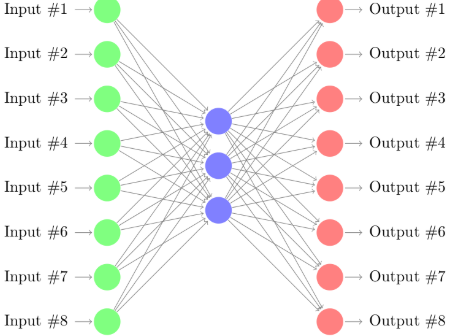 Input #1
Output #1
Input #2
Output #2
Input #3
Output #3
Input #4
Output #4
Input #5
Output #5
Input #6
Output #6
Input #7
Output #7
Input #8
Output #8